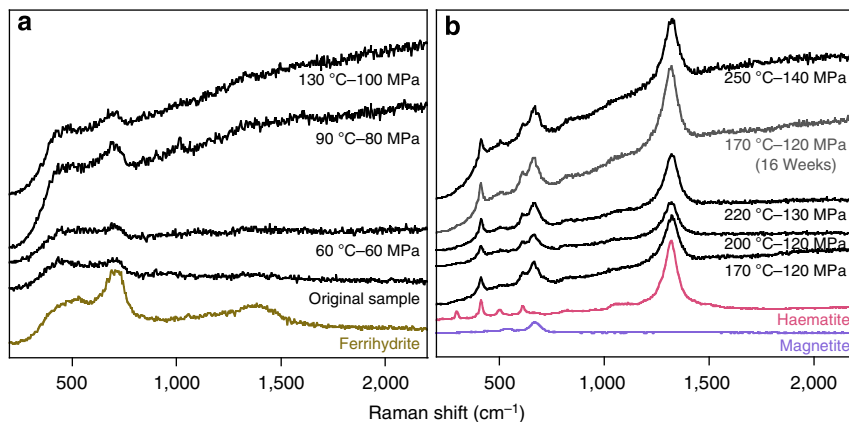 a
130 °C–100 MPa
90 °C–80 MPa
60 °C–60 MPa
Original sample
Ferrihydrite
500
1,000
1,500
2,000
b
250 °C–140 MPa
170 °C–120 MPa
(16 Weeks)
220 °C–130 MPa
200 °C–120 MPa
170 °C–120 MPa
Haematite
Magnetite
500
1,000
1,500
2,000
Raman shift (cm⁻¹)